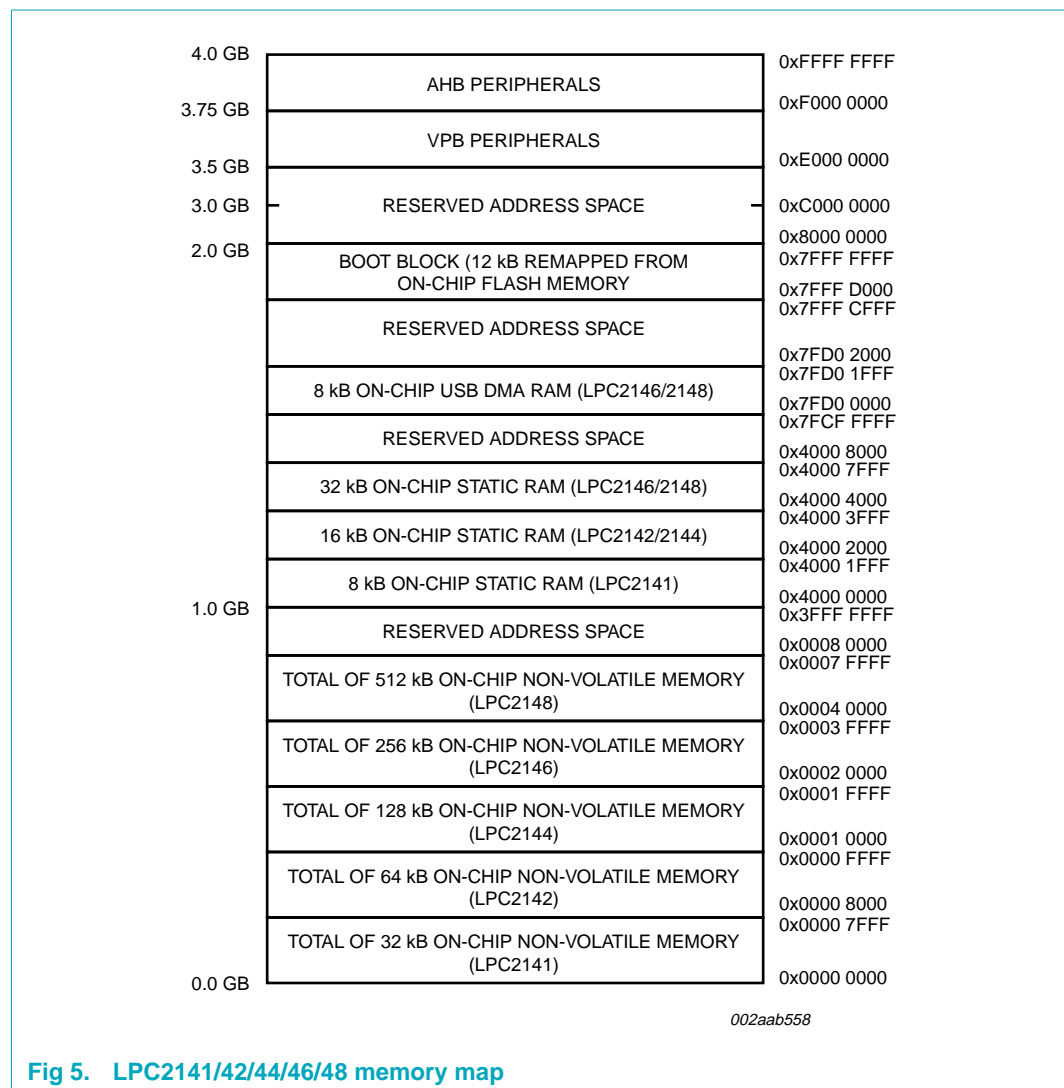 4.0 GB
0xFFFF FFFF
AHB PERIPHERALS
3.75 GB
0xF000 0000
VPB PERIPHERALS
3.5 GB
0xE000 0000
3.0 GB
RESERVED ADDRESS SPACE
0xC000 0000
2.0 GB
0x8000 0000
0x7FFF FFFF
BOOT BLOCK (12 kB REMAPPED FROM
ON-CHIP FLASH MEMORY
0x7FFF D000
0x7FFF CFFF
RESERVED ADDRESS SPACE
0x7FD0 2000
0x7FD0 1FFF
8 kB ON-CHIP USB DMA RAM (LPC2146/2148)
0x7FD0 0000
0x7FCF FFFF
RESERVED ADDRESS SPACE
0x4000 8000
0x4000 7FFF
32 kB ON-CHIP STATIC RAM (LPC2146/2148)
0x4000 4000
0x4000 3FFF
16 kB ON-CHIP STATIC RAM (LPC2142/2144)
0x4000 2000
0x4000 1FFF
8 kB ON-CHIP STATIC RAM (LPC2141)
0x4000 0000
1.0 GB
0x3FFF FFFF
RESERVED ADDRESS SPACE
0x0008 0000
0x0007 FFFF
TOTAL OF 512 kB ON-CHIP NON-VOLATILE MEMORY
(LPC2148)
0x0004 0000
0x0003 FFFF
TOTAL OF 256 kB ON-CHIP NON-VOLATILE MEMORY
(LPC2146)
0x0002 0000
0x0001 FFFF
TOTAL OF 128 kB ON-CHIP NON-VOLATILE MEMORY
(LPC2144)
0x0001 0000
0x0000 FFFF
TOTAL OF 64 kB ON-CHIP NON-VOLATILE MEMORY
(LPC2142)
0x0000 8000
0x0000 7FFF
TOTAL OF 32 kB ON-CHIP NON-VOLATILE MEMORY
(LPC2141)
0.0 GB
0x0000 0000
002aab558
Fig 5. LPC2141/42/44/46/48 memory map